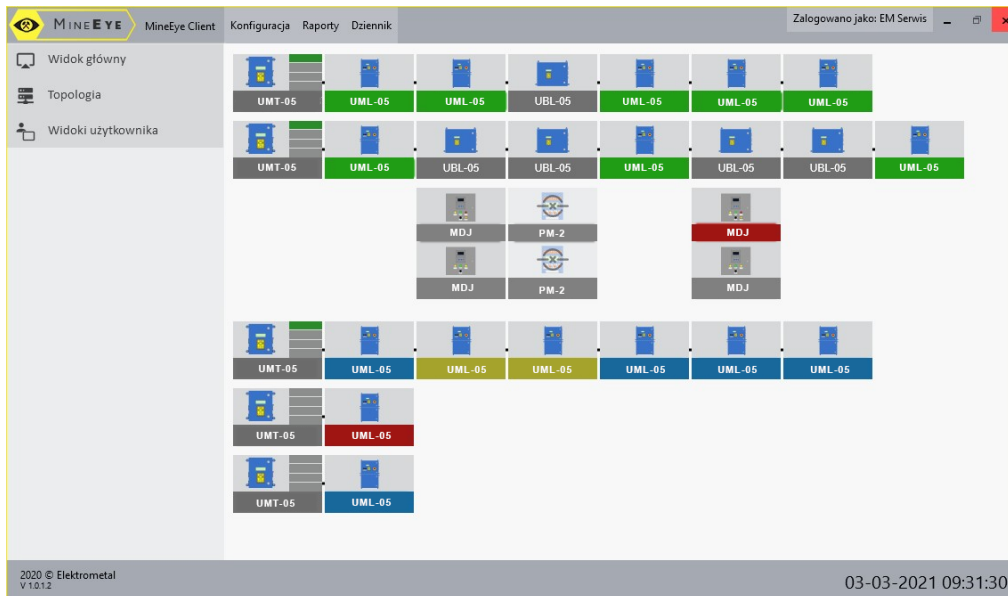 MINEEYE MineEye Client Konfiguracja Raporty Dziennik Zalogowano jako: EM Serwis
Widok główny
Topologia
Widoki użytkownika
UMT-05 UML-05 UML-05 UBL-05 UML-05 UML-05 UML-05
UMT-05 UML-05 UBL-05 UBL-05 UML-05 UBL-05 UBL-05 UML-05
MDJ PM-2 MDJ
MDJ PM-2 MDJ
UMT-05 UML-05 UML-05 UML-05 UML-05 UML-05 UML-05
UMT-05 UML-05
UMT-05 UML-05
2020 © Elektrometal
V 1.0.1.2
03-03-2021 09:31:30